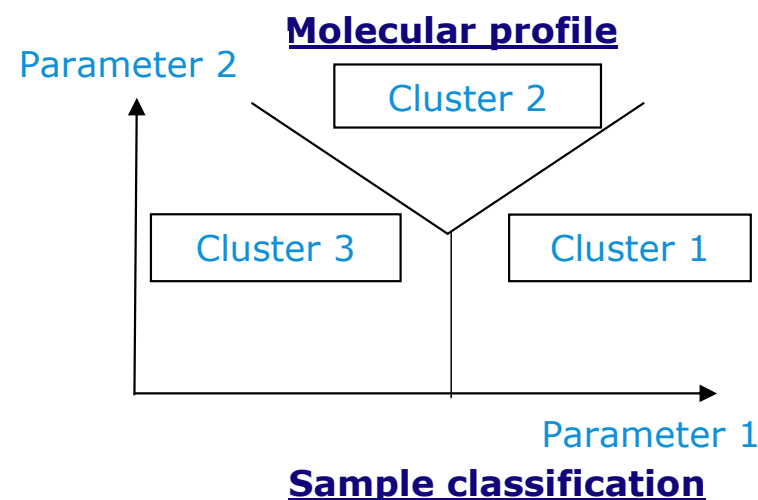 Molecular profile
Parameter 2
Cluster 2
Cluster 3
Cluster 1
Parameter 1
Sample classification